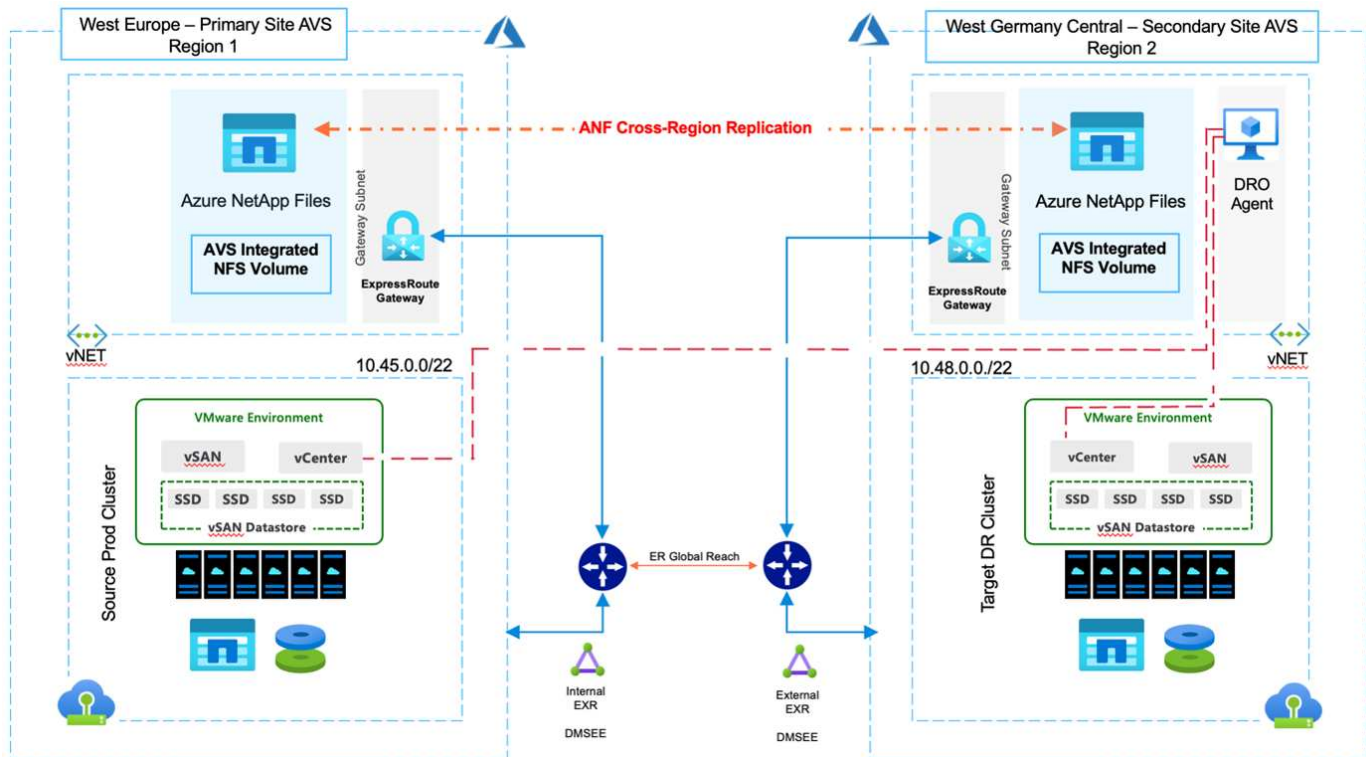 West Europe – Primary Site AVS
Region 1
West Germany Central – Secondary Site AVS
Region 2
ANF Cross-Region Replication
Azure NetApp Files
AVS Integrated
NFS Volume
Gateway Subnet
ExpressRoute
Gateway
vNET
10.45.0.0/22
Gateway Subnet
ExpressRoute
Gateway
Azure NetApp Files
AVS Integrated
NFS Volume
DRO
Agent
vNET
10.48.0.0./22
Source Prod Cluster
VMware Environment
vSAN
vCenter
SSD SSD SSD SSD
vSAN Datastore
ER Global Reach
Internal
EXR
DMSEE
External
EXR
DMSEE
Target DR Cluster
VMware Environment
vCenter
vSAN
SSD SSD SSD SSD
vSAN Datastore